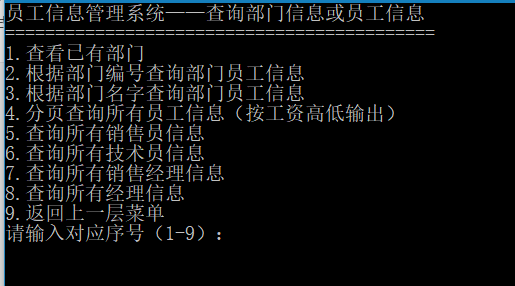 员工信息管理系统——查询部门信息或员工信息
===========================================
1.查看已有部门
2.根据部门编号查询部门员工信息
3.根据部门名字查询部门员工信息
4.分页查询所有员工信息（按工资高低输出）
5.查询所有销售员信息
6.查询所有技术员信息
7.查询所有销售经理信息
8.查询所有经理信息
9.返回上一层菜单
请输入对应序号（1-9）：